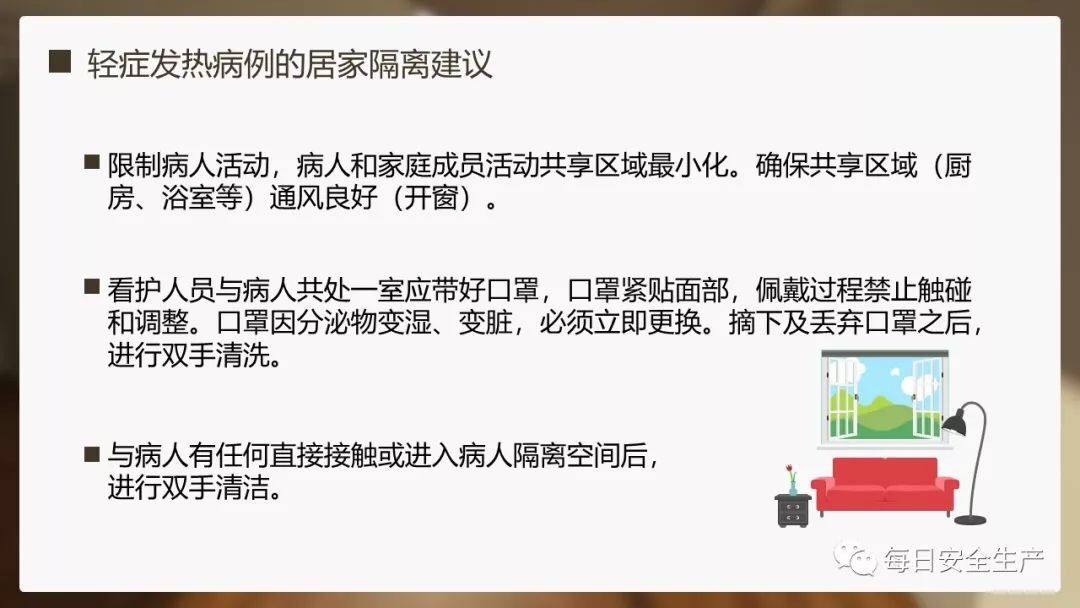 轻症发热病例的居家隔离建议
限制病人活动，病人和家庭成员活动共享区域最小化。确保共享区域（厨
房、浴室等）通风良好（开窗）。
看护人员与病人共处一室应带好口罩，口罩紧贴面部，佩戴过程禁止触碰
和调整。口罩因分泌物变湿、变脏，必须立即更换。摘下及丢弃口罩之后，
进行双手清洗。
与病人有任何直接接触或进入病人隔离空间后，
进行双手清洁。
每日安全生产